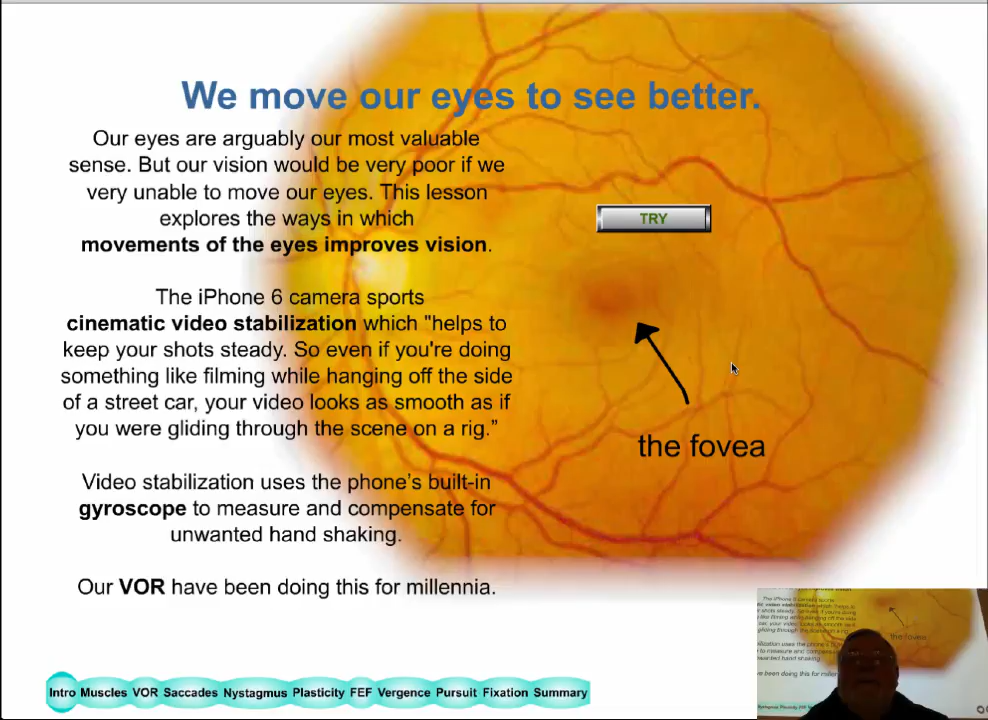 We move our eyes to see better.
Our eyes are arguably our most valuable
sense. But our vision would be very poor if we
very unable to move our eyes. This lesson
explores the ways in which
movements of the eyes improves vision.
The iPhone 6 camera sports
cinematic video stabilization which "helps to
keep your shots steady. So even if you're doing
something like filming while hanging off the side
of a street car, your video looks as smooth as if
you were gliding through the scene on a rig.”
Video stabilization uses the phone’s built-in
gyroscope to measure and compensate for
unwanted hand shaking.
Our VOR have been doing this for millennia.
TRY
the fovea
Intro Muscles VOR Saccades Nystagmus Plasticity FEF Vergence Pursuit Fixation Summary
the fovea